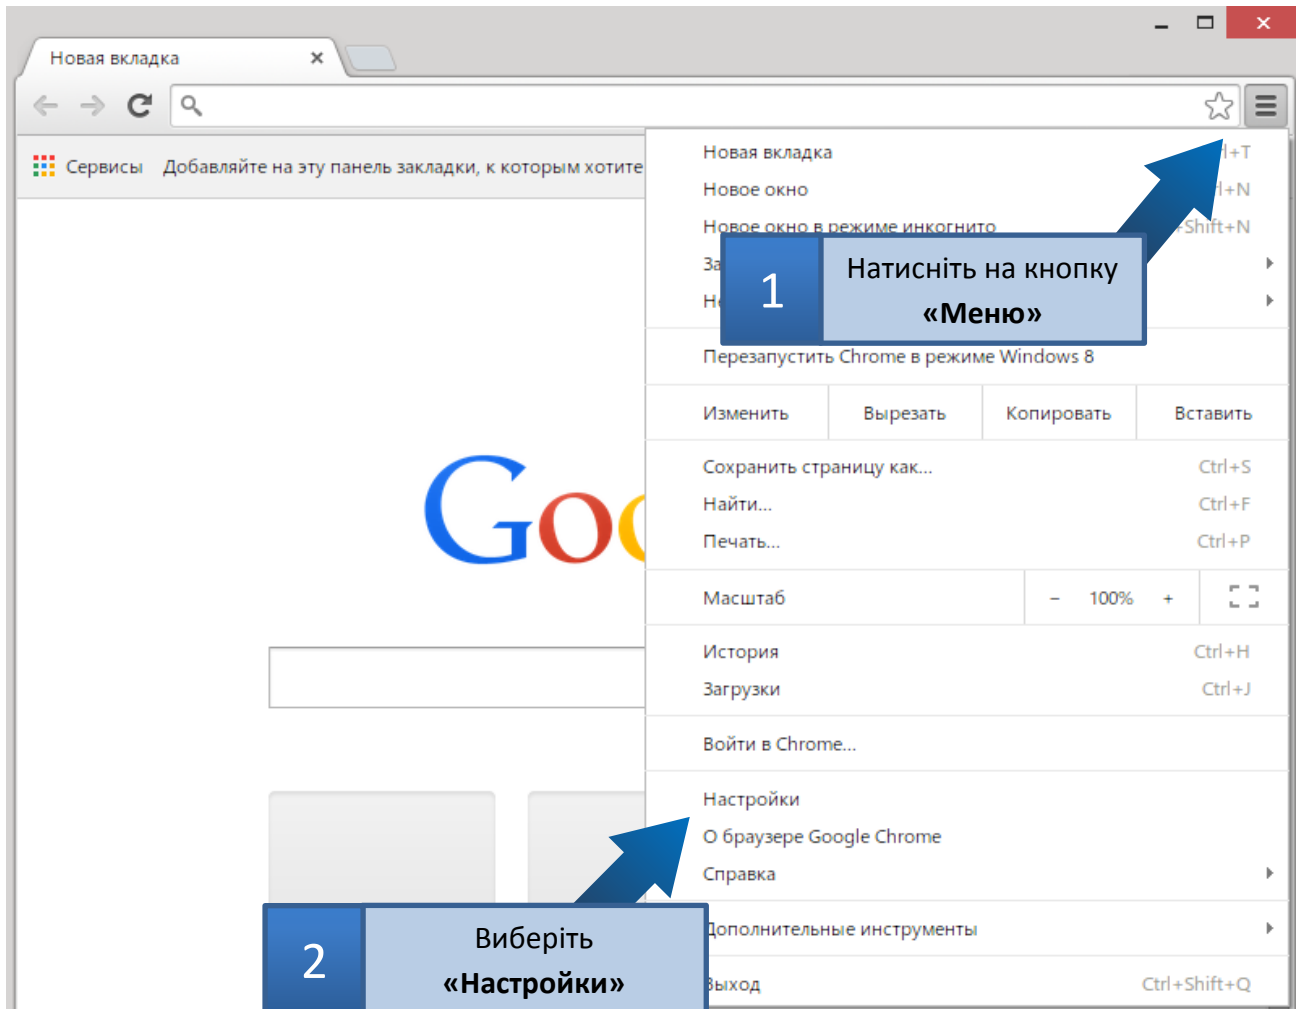 Новая вкладка
Сервисы Добавляйте на эту панель закладки, к которым хотите
Новая вкладка +T
Новое окно +N
Новое окно в режиме инкогнито +Shift+N
1
Натисніть на кнопку
«Меню»
Перезапустить Chrome в режиме Windows 8
Изменить Вырезать Копировать Вставить
Сохранить страницу как... Ctrl+S
Найти... Ctrl+F
Печать... Ctrl+P
Масштаб - 100% +
История Ctrl+H
Загрузки Ctrl+J
Войти в Chrome...
Настройки
О браузере Google Chrome
Справка
Дополнительные инструменты
Выход Ctrl+Shift+Q
2
Виберіть
«Настройки»